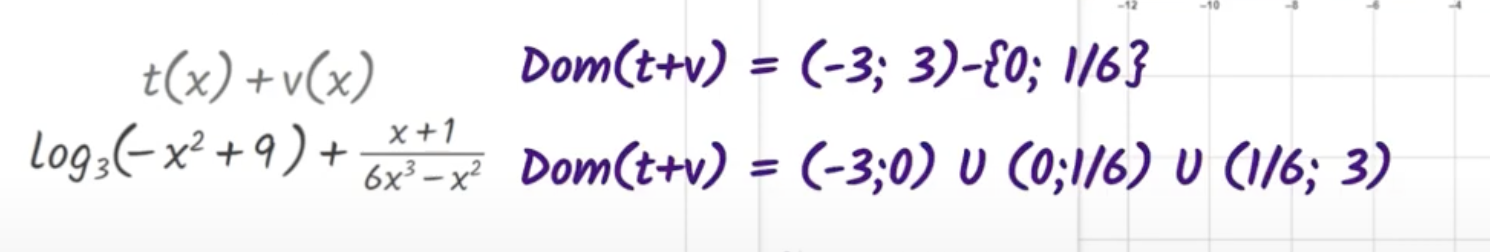 -12 -10 -8 -6 -4
t(x) + v(x)
Dom(t+v) = (-3; 3)-{0; 1/6}
log₃(-x² + 9) + (x+1)/(6x³ - x²)
Dom(t+v) = (-3;0) U (0;1/6) U (1/6; 3)